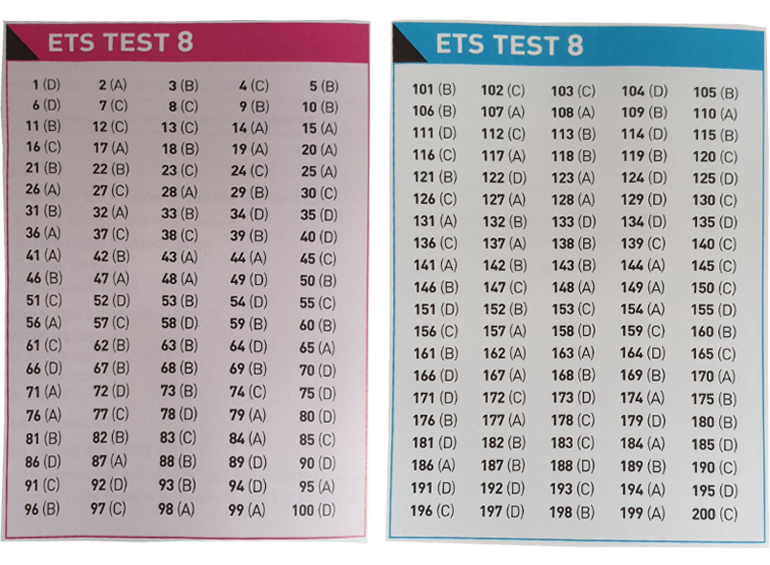 ETS TEST 8
1 (D) 2 (A) 3 (B) 4 (C) 5 (B)
6 (D) 7 (C) 8 (C) 9 (B) 10 (B)
11 (B) 12 (C) 13 (C) 14 (A) 15 (A)
16 (C) 17 (A) 18 (B) 19 (A) 20 (A)
21 (B) 22 (B) 23 (C) 24 (C) 25 (A)
26 (A) 27 (C) 28 (A) 29 (B) 30 (C)
31 (B) 32 (A) 33 (B) 34 (D) 35 (D)
36 (A) 37 (C) 38 (C) 39 (B) 40 (D)
41 (A) 42 (B) 43 (A) 44 (A) 45 (C)
46 (B) 47 (A) 48 (A) 49 (D) 50 (B)
51 (C) 52 (D) 53 (B) 54 (D) 55 (C)
56 (A) 57 (C) 58 (D) 59 (B) 60 (B)
61 (C) 62 (B) 63 (B) 64 (D) 65 (A)
66 (D) 67 (B) 68 (B) 69 (B) 70 (D)
71 (A) 72 (D) 73 (B) 74 (C) 75 (D)
76 (A) 77 (C) 78 (D) 79 (A) 80 (D)
81 (B) 82 (B) 83 (C) 84 (A) 85 (C)
86 (D) 87 (A) 88 (B) 89 (D) 90 (D)
91 (C) 92 (D) 93 (B) 94 (D) 95 (A)
96 (B) 97 (C) 98 (A) 99 (A) 100 (D)
ETS TEST 8
101 (B) 102 (C) 103 (C) 104 (D) 105 (B)
106 (B) 107 (A) 108 (A) 109 (B) 110 (A)
111 (D) 112 (C) 113 (B) 114 (D) 115 (B)
116 (C) 117 (A) 118 (B) 119 (B) 120 (C)
121 (B) 122 (D) 123 (A) 124 (D) 125 (D)
126 (C) 127 (A) 128 (A) 129 (D) 130 (C)
131 (A) 132 (B) 133 (D) 134 (D) 135 (D)
136 (C) 137 (A) 138 (B) 139 (C) 140 (C)
141 (A) 142 (B) 143 (B) 144 (A) 145 (C)
146 (B) 147 (C) 148 (A) 149 (A) 150 (C)
151 (D) 152 (B) 153 (C) 154 (A) 155 (D)
156 (C) 157 (A) 158 (D) 159 (C) 160 (B)
161 (B) 162 (A) 163 (A) 164 (D) 165 (C)
166 (D) 167 (A) 168 (B) 169 (B) 170 (A)
171 (D) 172 (C) 173 (D) 174 (A) 175 (B)
176 (B) 177 (A) 178 (C) 179 (D) 180 (B)
181 (D) 182 (B) 183 (C) 184 (A) 185 (D)
186 (A) 187 (B) 188 (D) 189 (B) 190 (C)
191 (D) 192 (D) 193 (C) 194 (A) 195 (D)
196 (C) 197 (D) 198 (B) 199 (A) 200 (C)